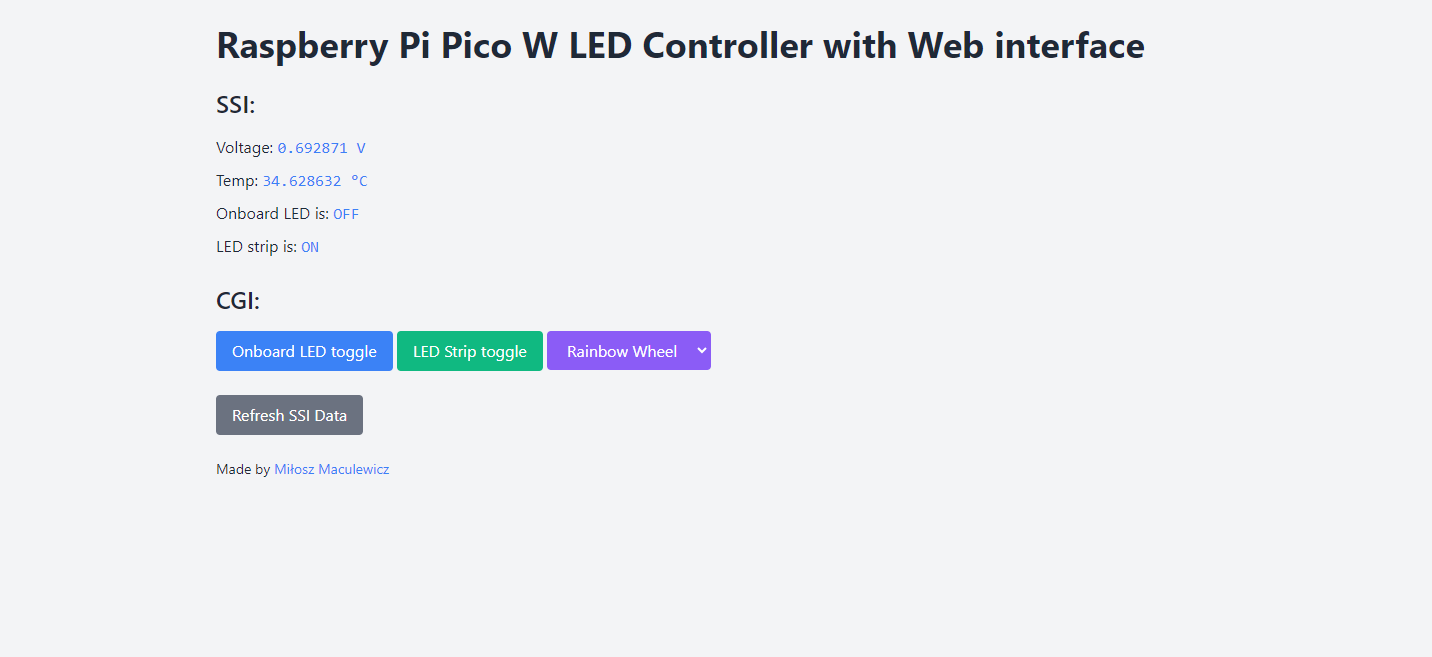 Raspberry Pi Pico W LED Controller with Web interface
SSI:
Voltage: 0.692871 V
Temp: 34.628632 °C
Onboard LED is: OFF
LED strip is: ON
CGI:
Onboard LED toggle LED Strip toggle Rainbow Wheel
Refresh SSI Data
Made by Miłosz Maculewicz